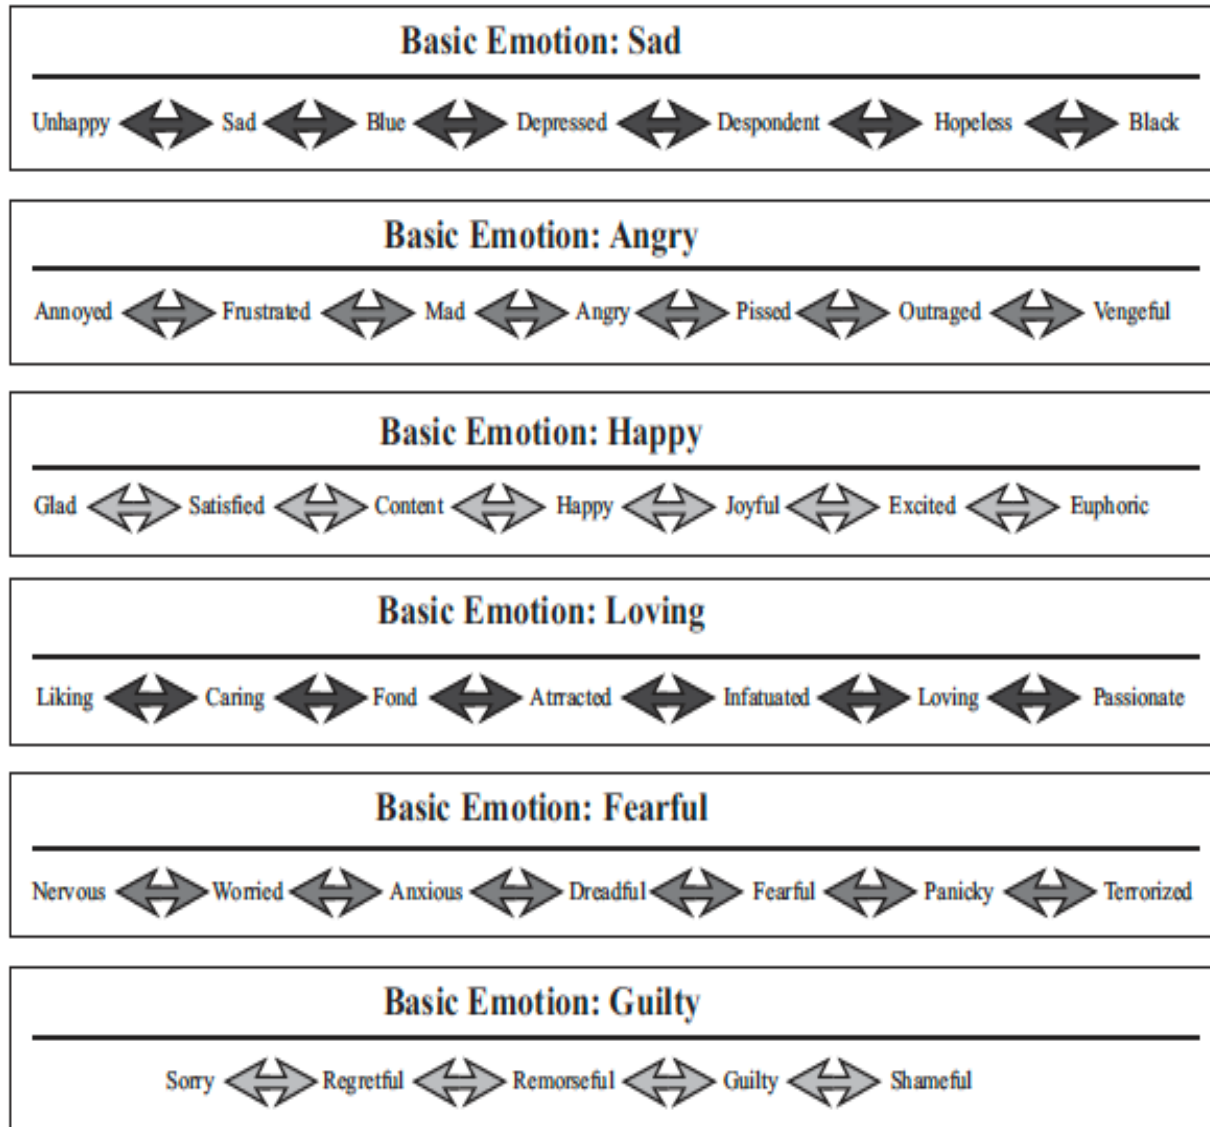 Basic Emotion: Sad
Unhappy Sad Blue Depressed Despondent Hopeless Black
Basic Emotion: Angry
Annoyed Frustrated Mad Angry Pissed Outraged Vengeful
Basic Emotion: Happy
Glad Satisfied Content Happy Joyful Excited Euphoric
Basic Emotion: Loving
Liking Caring Fond Atrracted Infatuated Loving Passionate
Basic Emotion: Fearful
Nervous Worried Anxious Dreadful Fearful Panicky Terrorized
Basic Emotion: Guilty
Sorry Regretful Remorseful Guilty Shameful